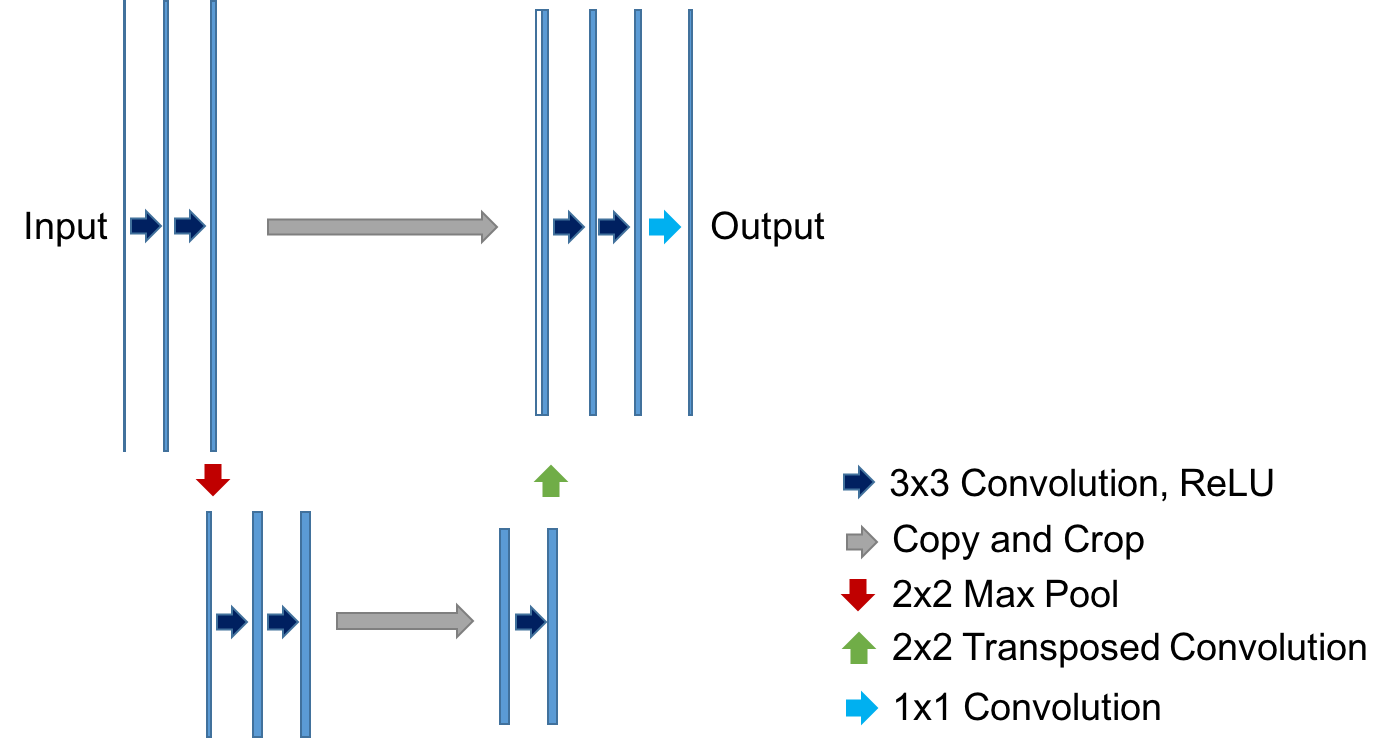 Input
Output
3x3 Convolution, ReLU
Copy and Crop
2x2 Max Pool
2x2 Transposed Convolution
1x1 Convolution